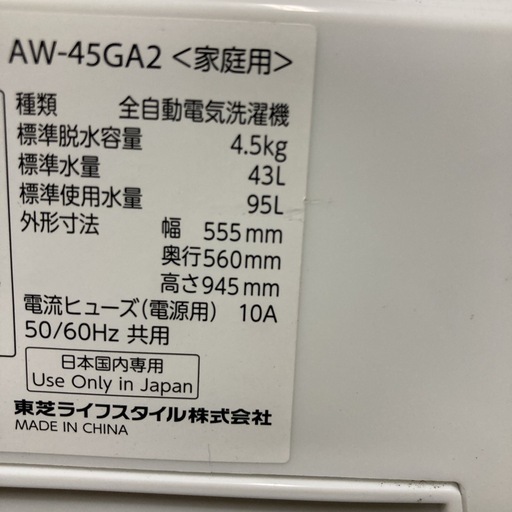 AW-45GA2 <家庭用>
種類 全自動電気洗濯機
標準脱水容量 4.5kg
標準水量 43L
標準使用水量 95L
外形寸法 幅 555mm
奥行560mm
高さ945mm
電流ヒューズ(電源用) 10A
50/60Hz 共用
日本国内専用
Use Only in Japan
東芝ライフスタイル株式会社
MADE IN CHINA